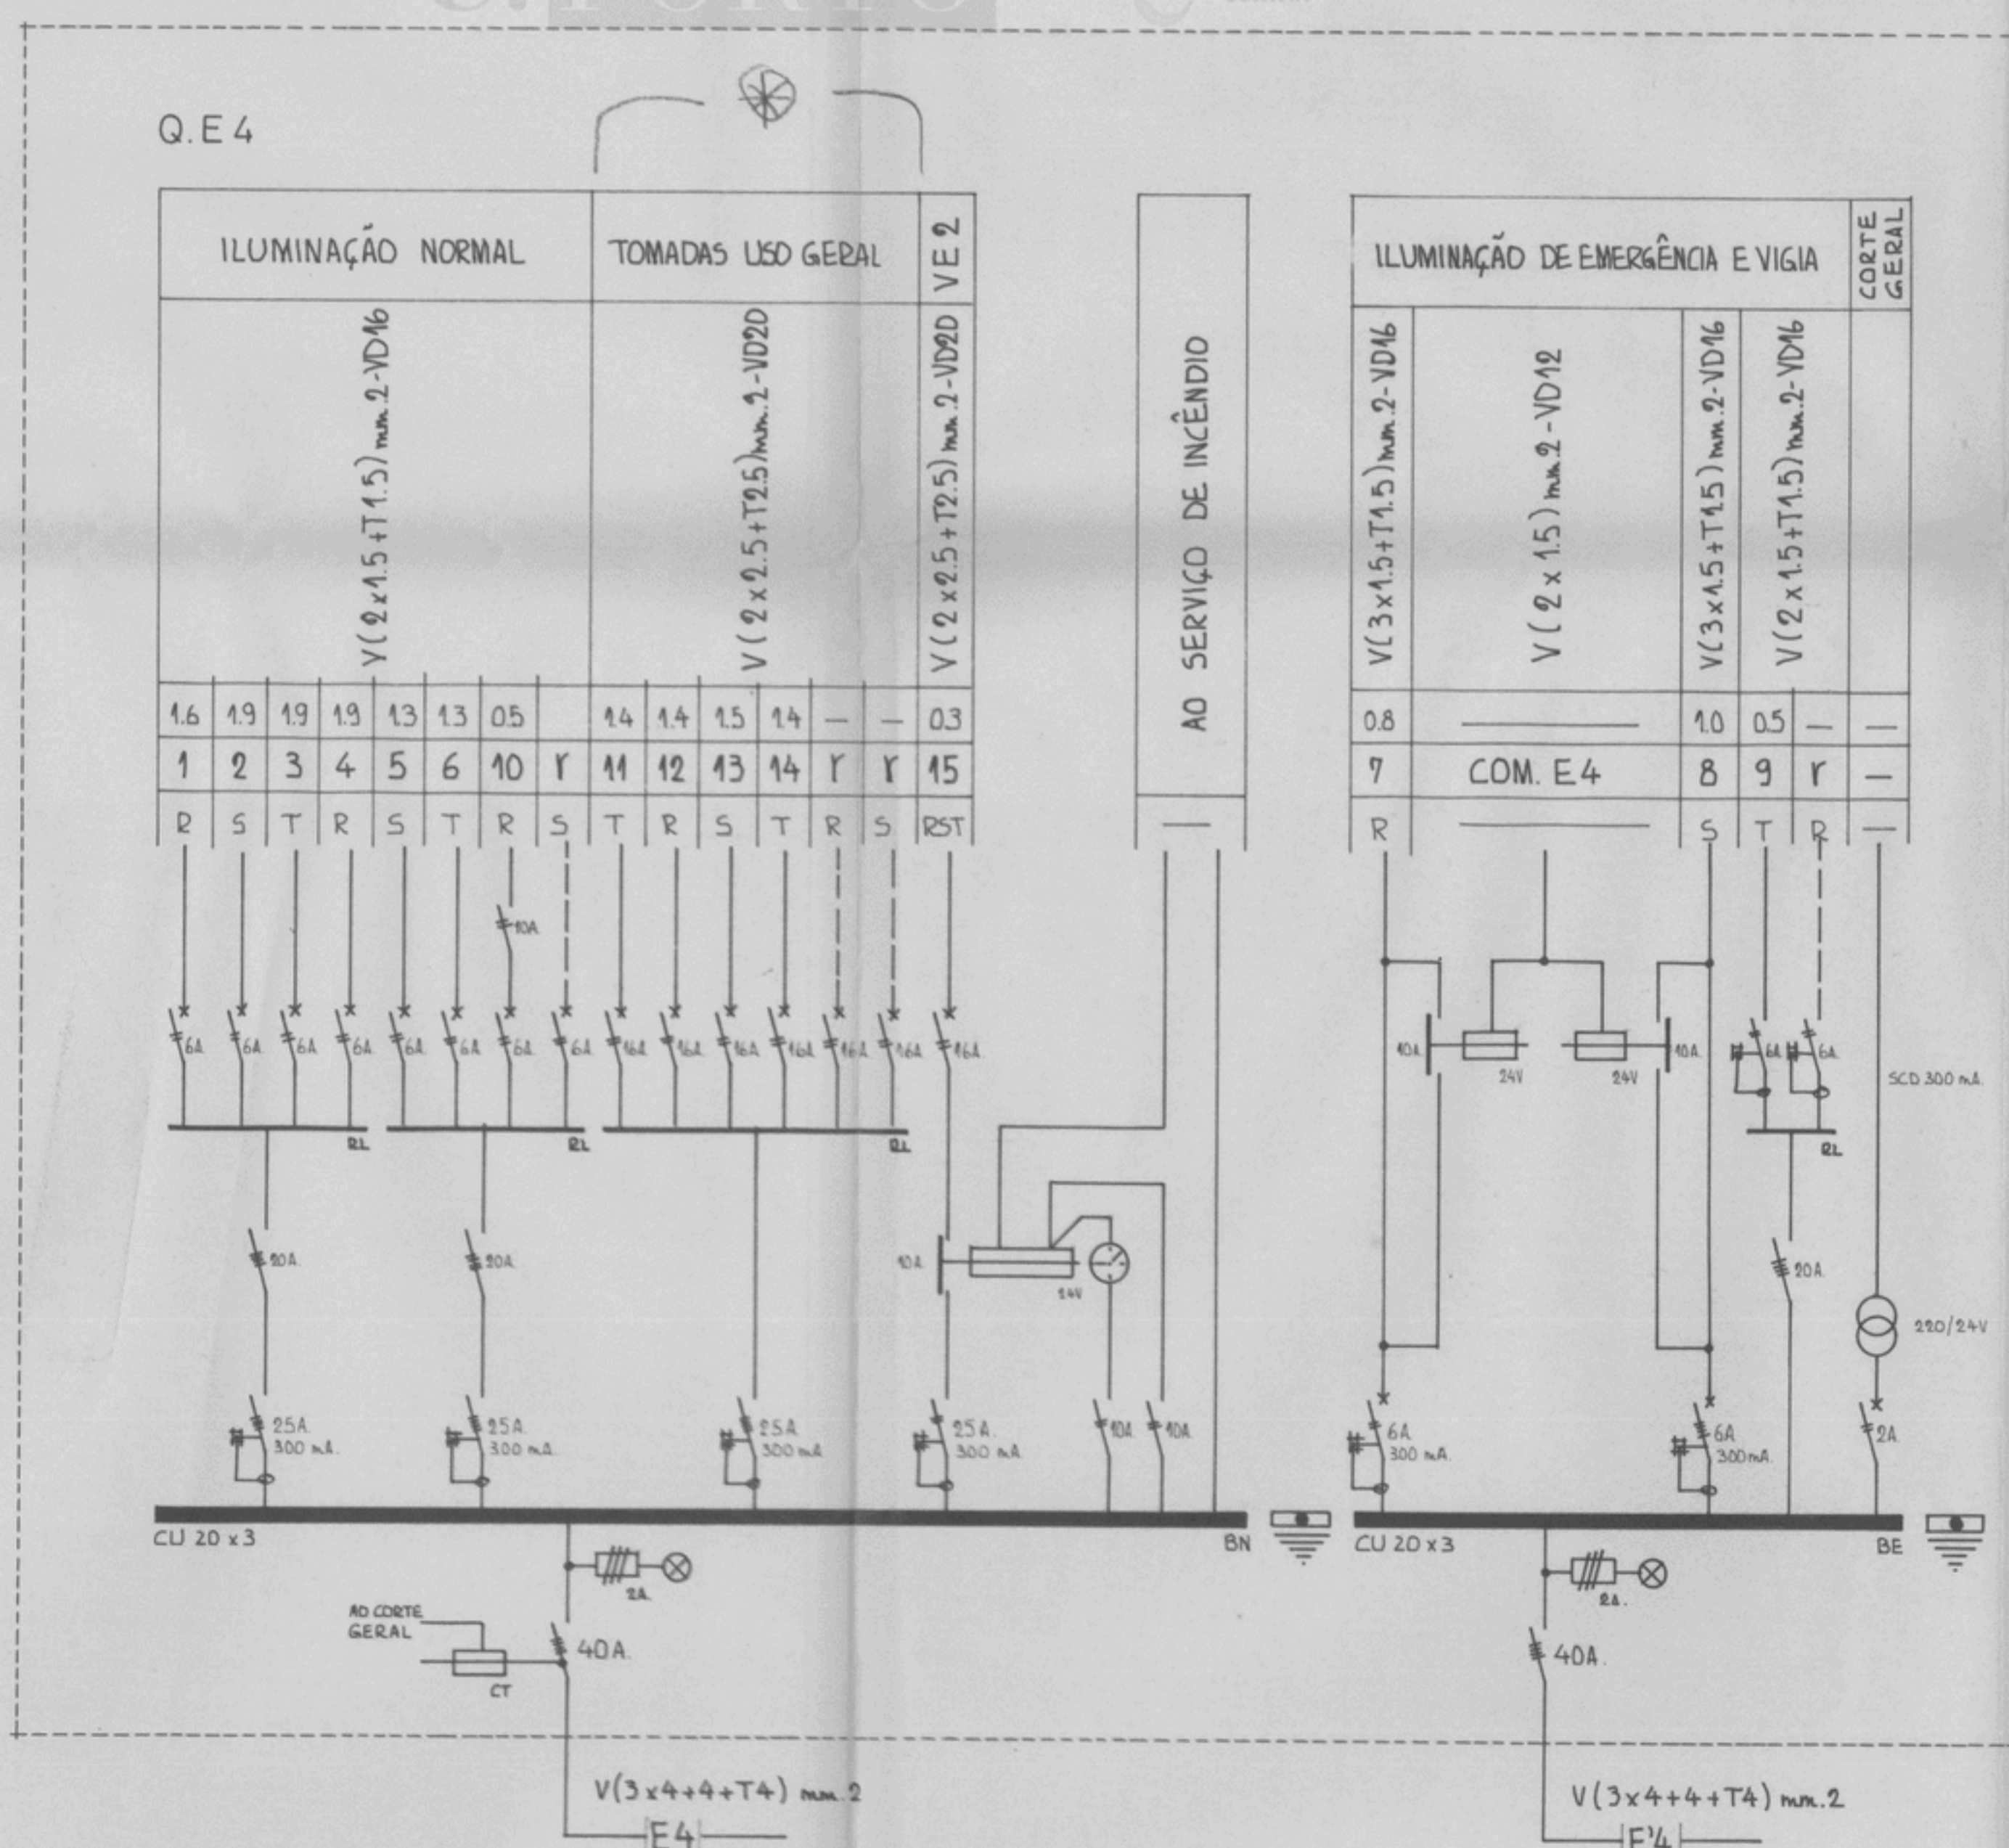 Q. E 4
ILUMINAÇÃO NORMAL
TOMADAS USO GERAL
VE 2
V(2x1.5+T1.5) mm.2-VD16
V(2x2.5+T2.5) mm.2-VD20
V(2x2.5+T2.5) mm.2-VD20
1.6 1.9 1.9 1.9 1.3 1.3 0.5 1.4 1.4 1.5 1.4 — — 0.3
1 2 3 4 5 6 10 r 11 12 13 14 r r 15
R S T R S T R S T R S T R S RST
AO SERVIÇO DE INCÊNDIO
—
ILUMINAÇÃO DE EMERGÊNCIA E VIGIA
CORTE
GERAL
V(3x1.5+T1.5) mm.2-VD16
V(2x1.5) mm.2-VD12
V(3x1.5+T1.5) mm.2-VD16
V(2x1.5+T1.5) mm.2-VD16
0.8 — 1.0 0.5 — —
7 COM. E4 8 9 r —
R — S T R —
10A
6A 6A 6A 6A 6A 6A 6A 6A 16A 16A 16A 16A 16A 16A 16A
10A 24V 24V 10A 6A 6A
SCD 300 mA.
RL RL RL RL
20A. 20A. 10A. 24V 20A.
220/24V
25A.
300 mA.
25A.
300 mA.
25A.
300 mA
25A.
300 mA
10A 10A
6A
300 mA.
6A
300mA.
2A.
CU 20x3
BN
CU 20x3
BE
2A.
2A.
AO CORTE
GERAL
CT
40A.
40A.
V(3x4+4+T4) mm.2
V(3x4+4+T4) mm.2
E4
E'4